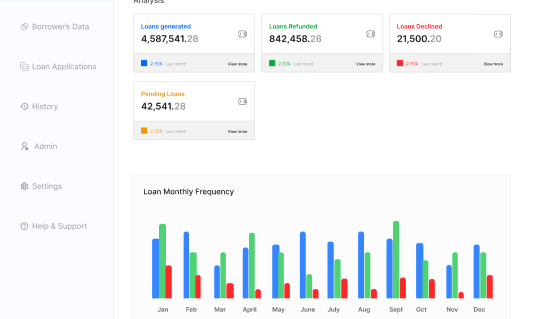 Analysis
Borrower's Data
Loan Applications
History
Admin
Settings
Help & Support
Loans generated
4,587,541.28
2.15% Last month View more
Loans Refunded
842,458.28
2.15% Last month View more
Loans Declined
21,500.20
2.15% Last month View more
Pending Loans
42,541.28
2.15% Last month View more
Loan Monthly Frequency
Jan Feb Mar April May June July Aug Sept Oct Nov Dec